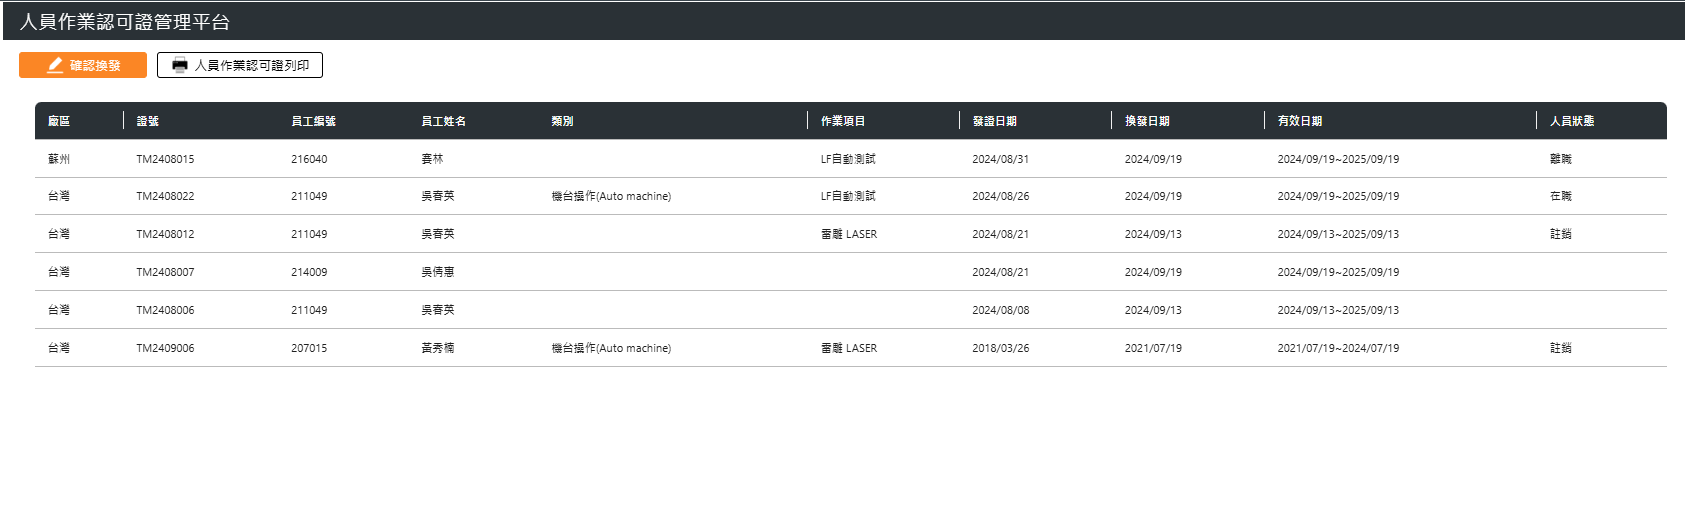 人員作業認可證管理平台
確認換發 人員作業認可證列印
廠區 證號 員工編號 員工姓名 類別 作業項目 發證日期 換發日期 有效日期 人員狀態
蘇州 TM2408015 216040 賽林 LF自動測試 2024/08/31 2024/09/19 2024/09/19~2025/09/19 離職
台灣 TM2408022 211049 吳春英 機台操作(Auto machine) LF自動測試 2024/08/26 2024/09/19 2024/09/19~2025/09/19 在職
台灣 TM2408012 211049 吳春英 雷雕 LASER 2024/08/21 2024/09/13 2024/09/13~2025/09/13 註銷
台灣 TM2408007 214009 吳倩惠 2024/08/21 2024/09/19 2024/09/19~2025/09/19
台灣 TM2408006 211049 吳春英 2024/08/08 2024/09/13 2024/09/13~2025/09/13
台灣 TM2409006 207015 黃秀楠 機台操作(Auto machine) 雷雕 LASER 2018/03/26 2021/07/19 2021/07/19~2024/07/19 註銷